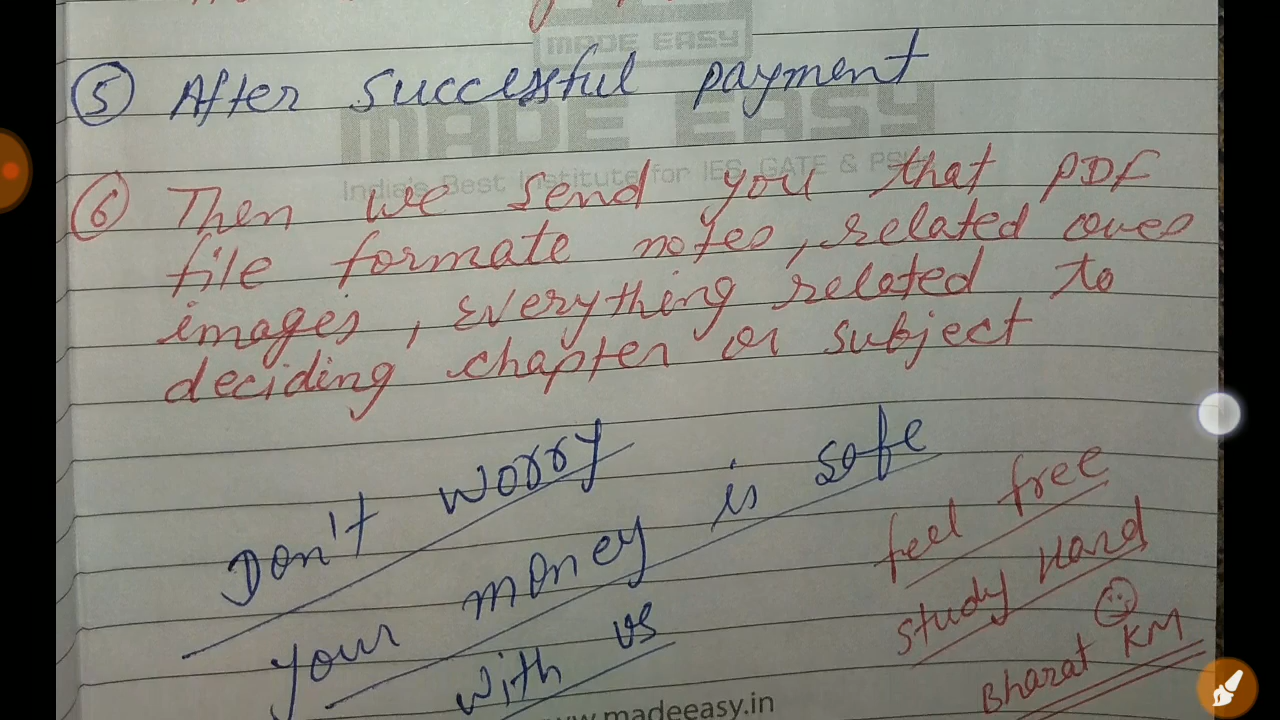 MADE EASY
5 After successful payment
MADE EASY
India's Best Institute for IES, GATE & PSUs
6 Then we send you that PDF
file formate notes, related cover
images, everything related to
deciding chapter or subject
Don't worry
your money is safe
with us
feel free
study Hard
Bharat KM
www.madeeasy.in